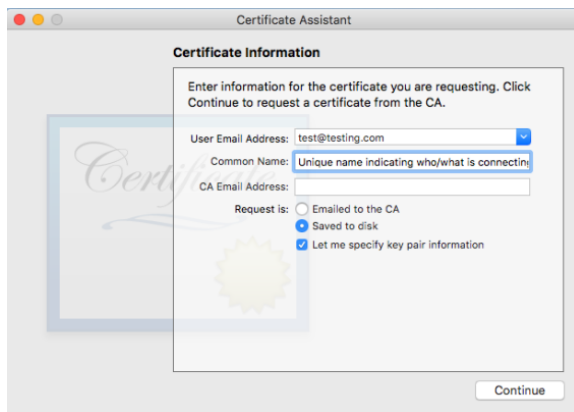 Certificate Assistant
Certificate Information
Enter information for the certificate you are requesting. Click
Continue to request a certificate from the CA.
User Email Address: test@testing.com
Common Name: Unique name indicating who/what is connecting
CA Email Address:
Request is: Emailed to the CA
Saved to disk
Let me specify key pair information
Certificate
Continue